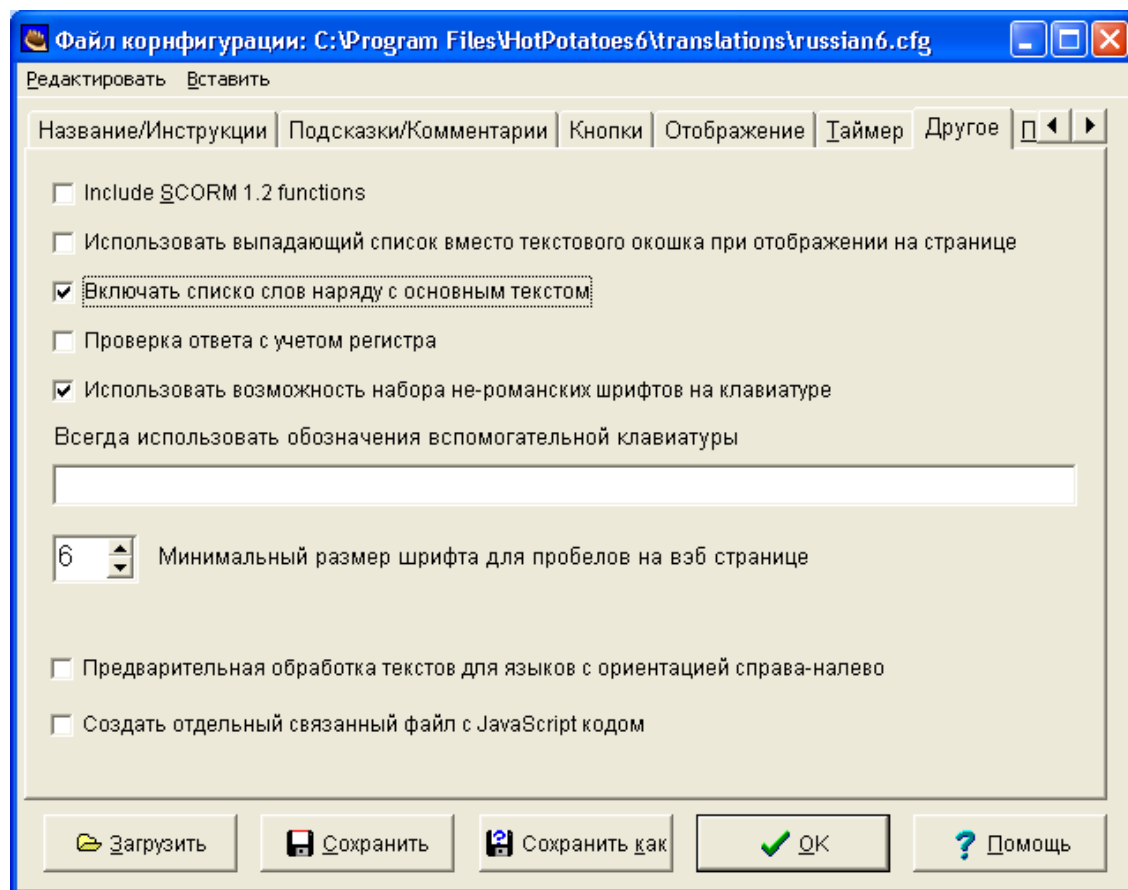 Файл корнфигурации: C:\Program Files\HotPotatoes6\translations\russian6.cfg
Редактировать Вставить
Название/Инструкции Подсказки/Комментарии Кнопки Отображение Таймер Другое П
Include SCORM 1.2 functions
Использовать выпадающий список вместо текстового окошка при отображении на странице
Включать списко слов наряду с основным текстом
Проверка ответа с учетом регистра
Использовать возможность набора не-романских шрифтов на клавиатуре
Всегда использовать обозначения вспомогательной клавиатуры
6 Минимальный размер шрифта для пробелов на вэб странице
Предварительная обработка текстов для языков с ориентацией справа-налево
Создать отдельный связанный файл с JavaScript кодом
Загрузить Сохранить Сохранить как OK Помощь